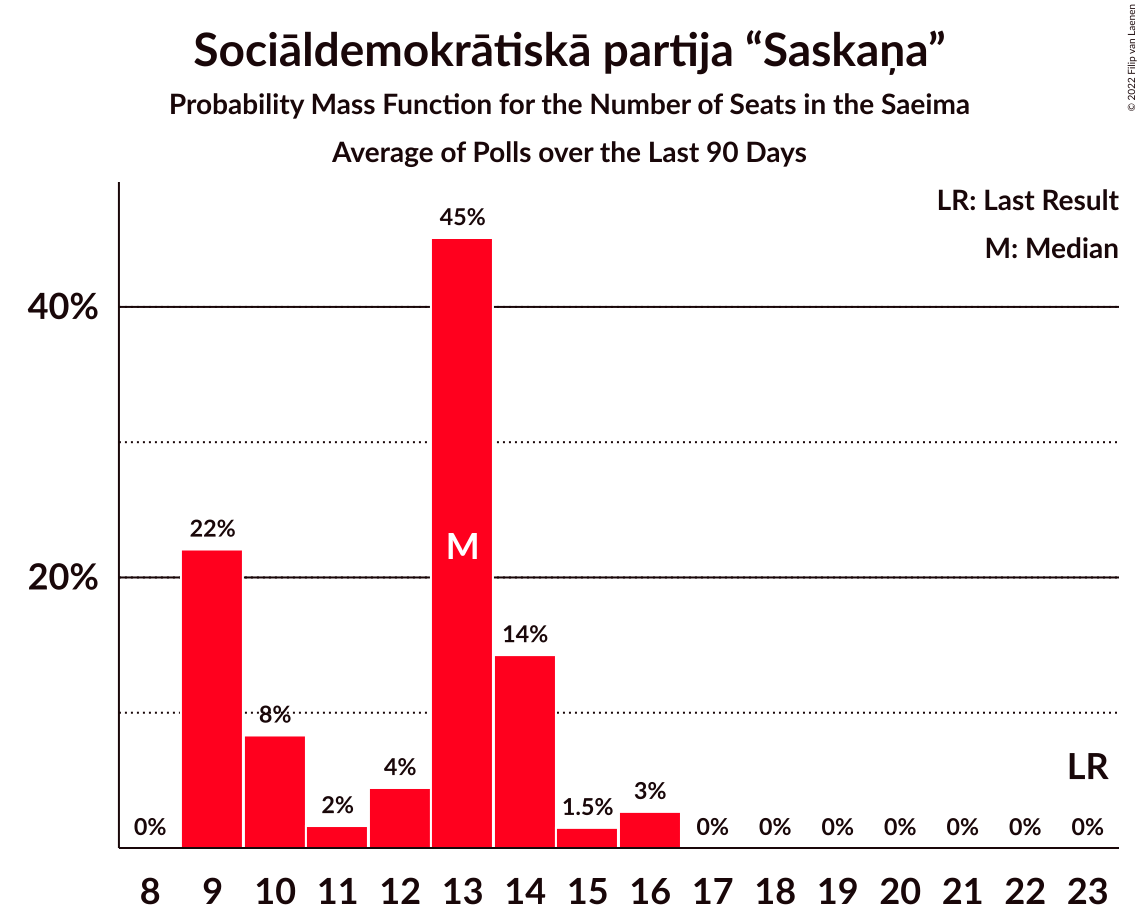 Sociāldemokrātiskā partija “Saskaņa”
Probability Mass Function for the Number of Seats in the Saeima
Average of Polls over the Last 90 Days
© 2022 Filip van Laenen
LR: Last Result
M: Median
40%
20%
0%
22%
8%
2%
4%
45%
M
14%
1.5%
3%
0%
0%
0%
0%
0%
0%
0%
LR
8 9 10 11 12 13 14 15 16 17 18 19 20 21 22 23